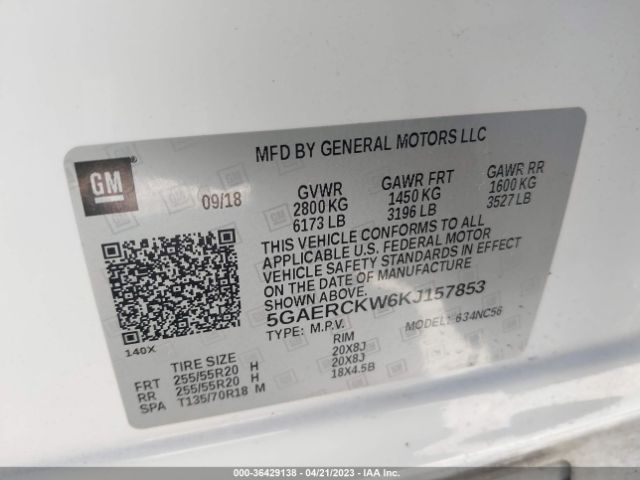 MFD BY GENERAL MOTORS LLC
GM
09/18
GVWR
2800 KG
6173 LB
GAWR FRT
1450 KG
3196 LB
GAWR RR
1600 KG
3527 LB
THIS VEHICLE CONFORMS TO ALL
APPLICABLE U.S. FEDERAL MOTOR
VEHICLE SAFETY STANDARDS IN EFFECT
ON THE DATE OF MANUFACTURE
SHOWN ABOVE.
5GAERCKW6KJ157853
TYPE: M.P.V. MODEL: 634NC56
140X
TIRE SIZE RIM
FRT 255/55R20 H 20X8J
RR 255/55R20 H 20X8J
SPA T135/70R18 M 18X4.5B
000-36429138 - 04/21/2023 - IAA Inc.